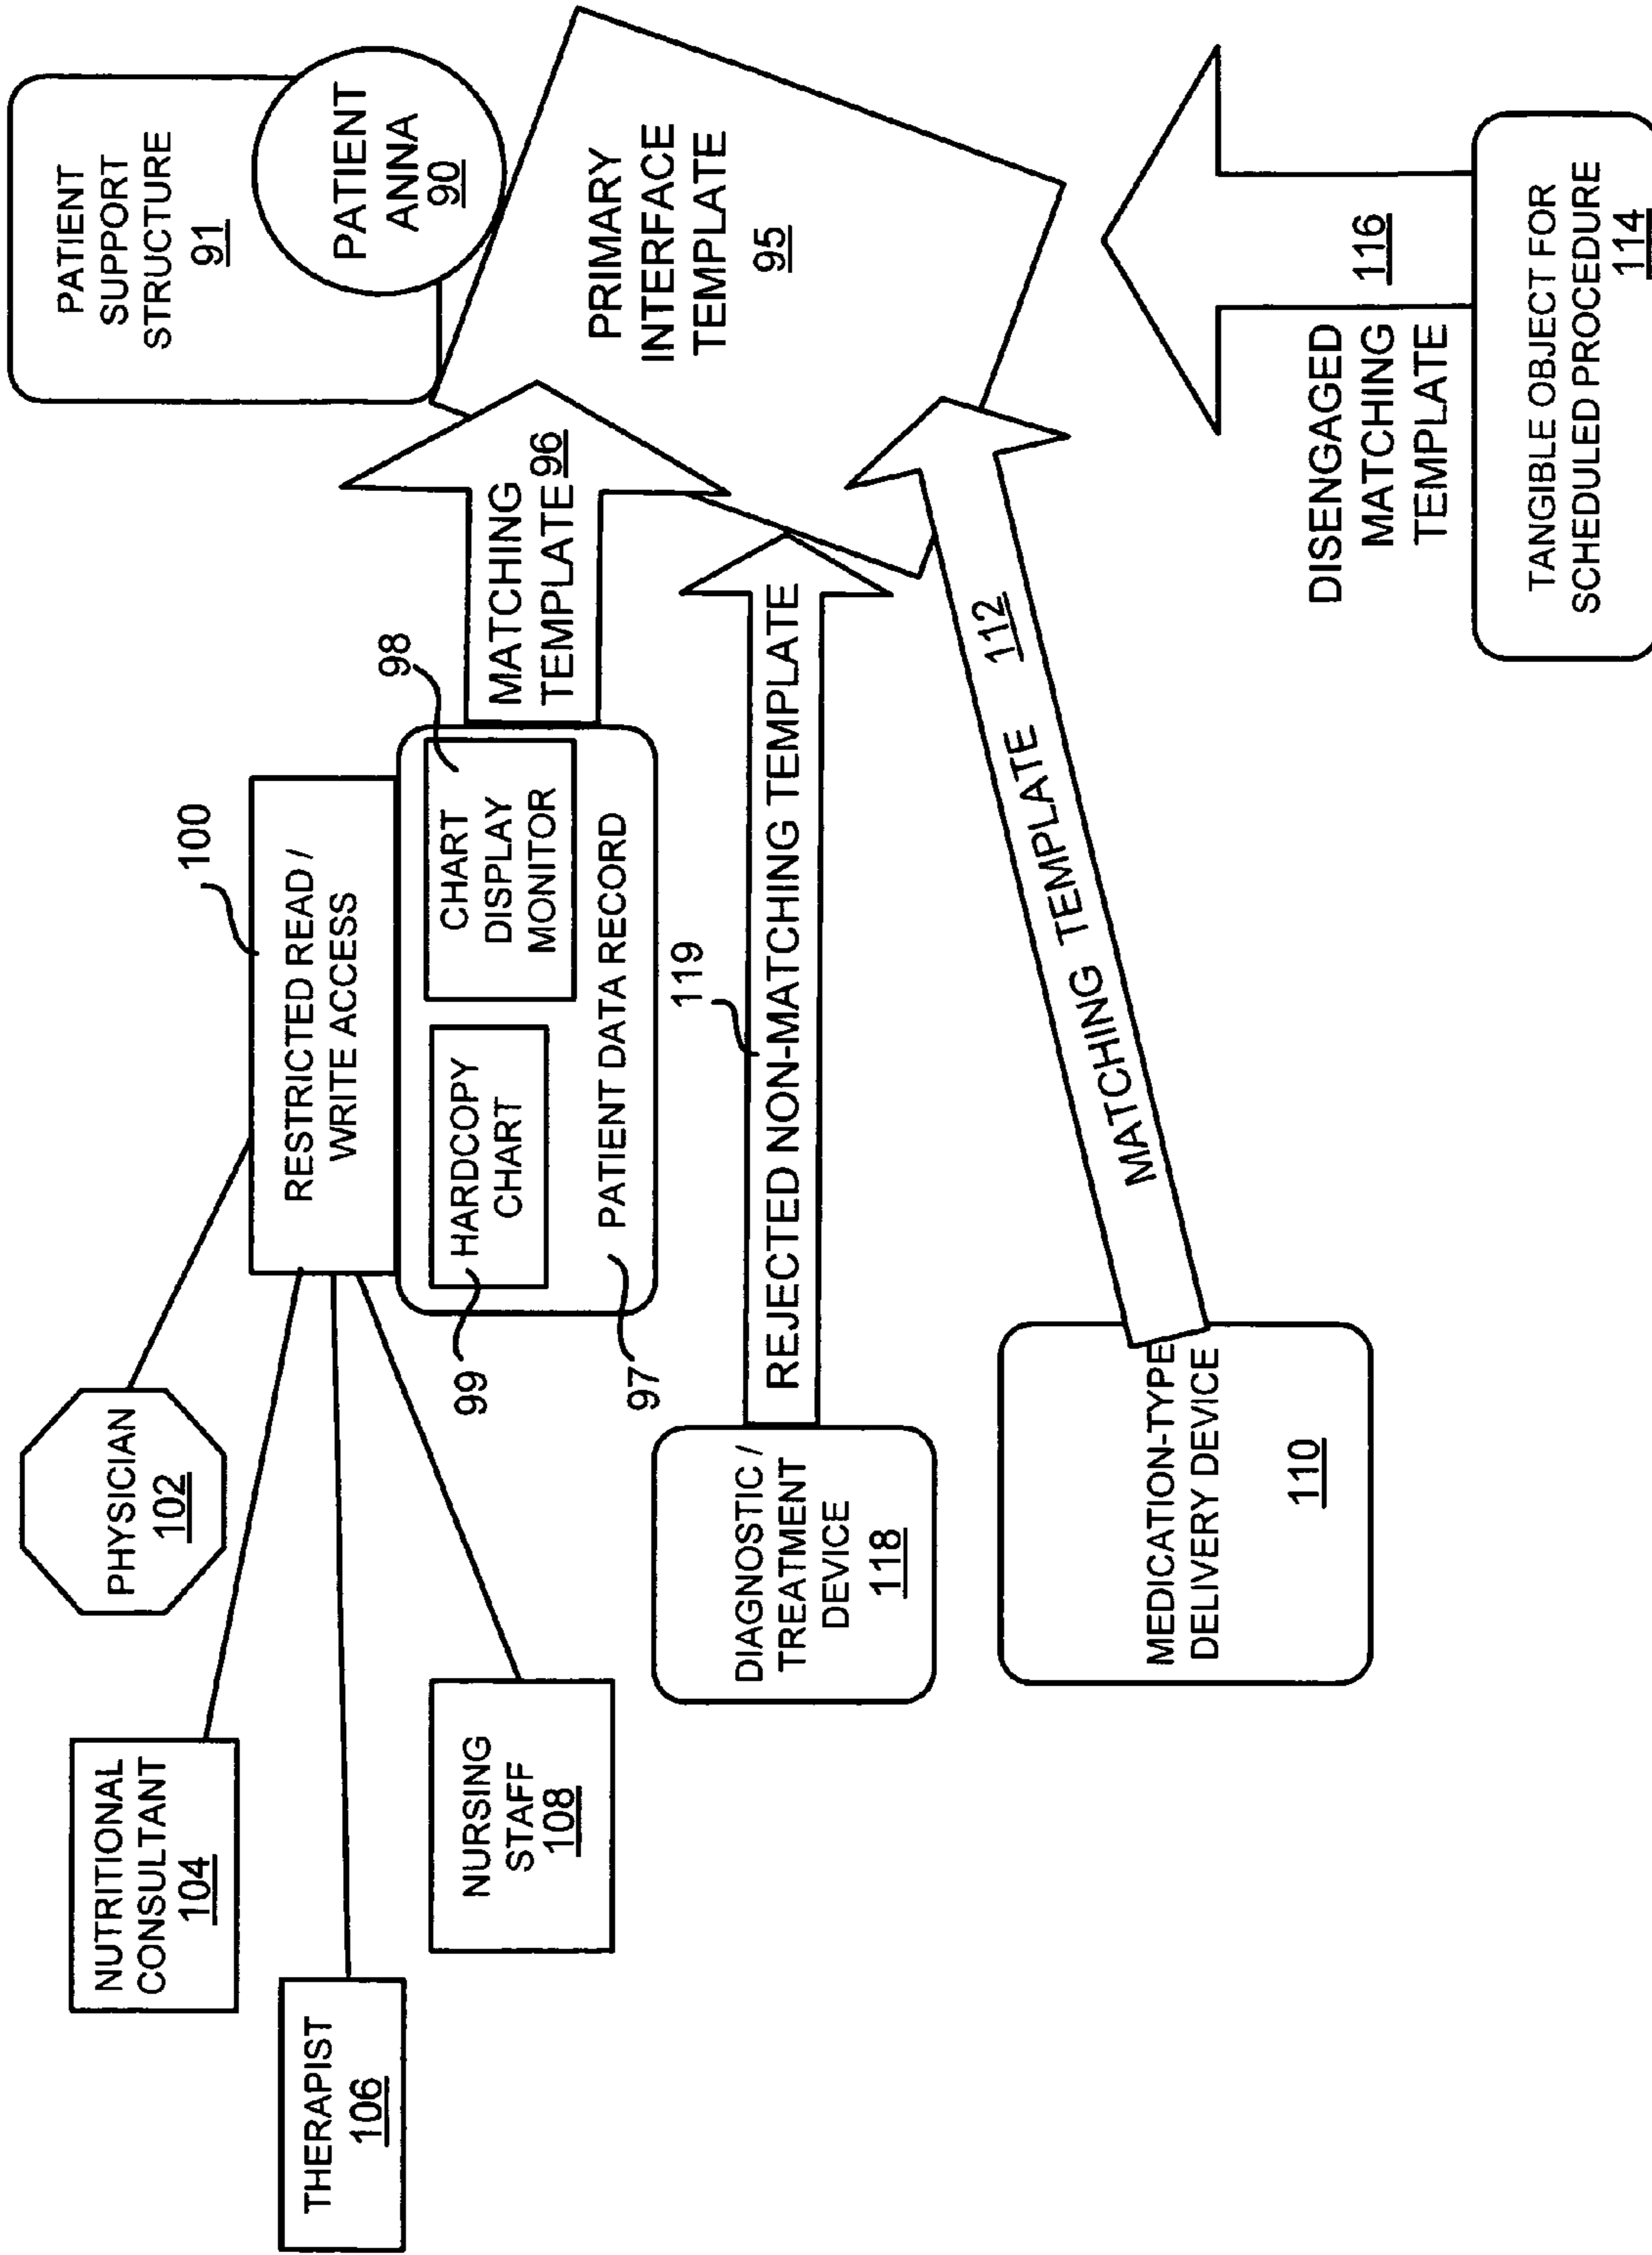 PATIENT
SUPPORT
STRUCTURE
91
PATIENT
ANNA
90
PRIMARY
INTERFACE
TEMPLATE
95
MATCHING
TEMPLATE 96
98
100
RESTRICTED READ /
WRITE ACCESS
CHART
DISPLAY
MONITOR
HARDCOPY
CHART
99
PATIENT DATA RECORD
97
PHYSICIAN
102
NUTRITIONAL
CONSULTANT
104
THERAPIST
106
NURSING
STAFF
108
119
REJECTED NON-MATCHING TEMPLATE
DIAGNOSTIC /
TREATMENT
DEVICE
118
MATCHING TEMPLATE 112
MEDICATION-TYPE
DELIVERY DEVICE
110
DISENGAGED
MATCHING
TEMPLATE
116
TANGIBLE OBJECT FOR
SCHEDULED PROCEDURE
114